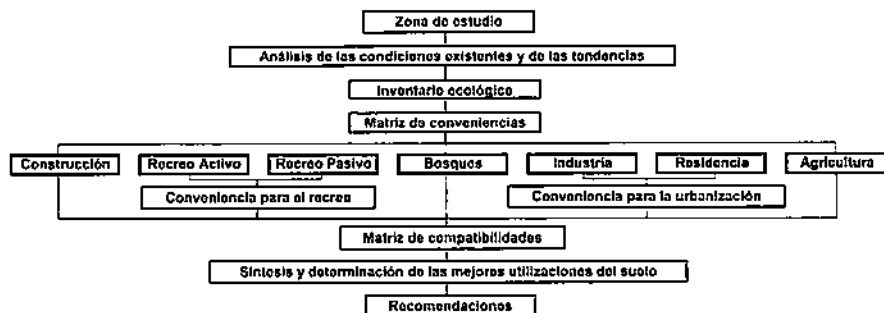 Zona de estudio
Análisis de las condiciones existentes y de las tendencias
Inventario ecológico
Matriz de conveniencias
Construcción
Recreo Activo
Recreo Pasivo
Bosques
Industria
Residencia
Agricultura
Conveniencia para el recreo
Conveniencia para la urbanización
Matriz de compatibilidades
Síntesis y determinación de las mejores utilizaciones del suelo
Recomendaciones